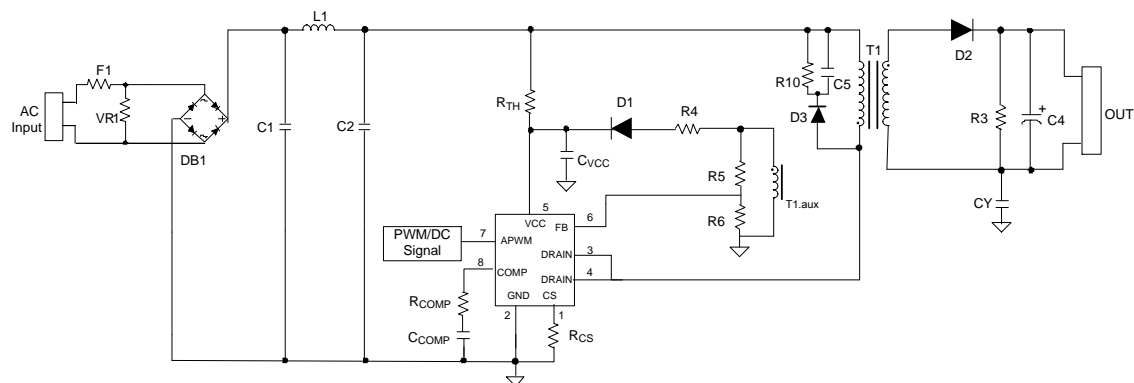 L1
T1
D2
F1
AC
Input
VR1
DB1
C1
C2
RTH
D1
R4
R10
C5
D3
R3
+
C4
OUT
CVCC
R5
R6
T1.aux
CY
5
VCC
6
FB
PWM/DC
Signal
7
APWM
8
COMP
DRAIN
3
DRAIN
4
GND
CS
2
1
RCOMP
CCOMP
RCS